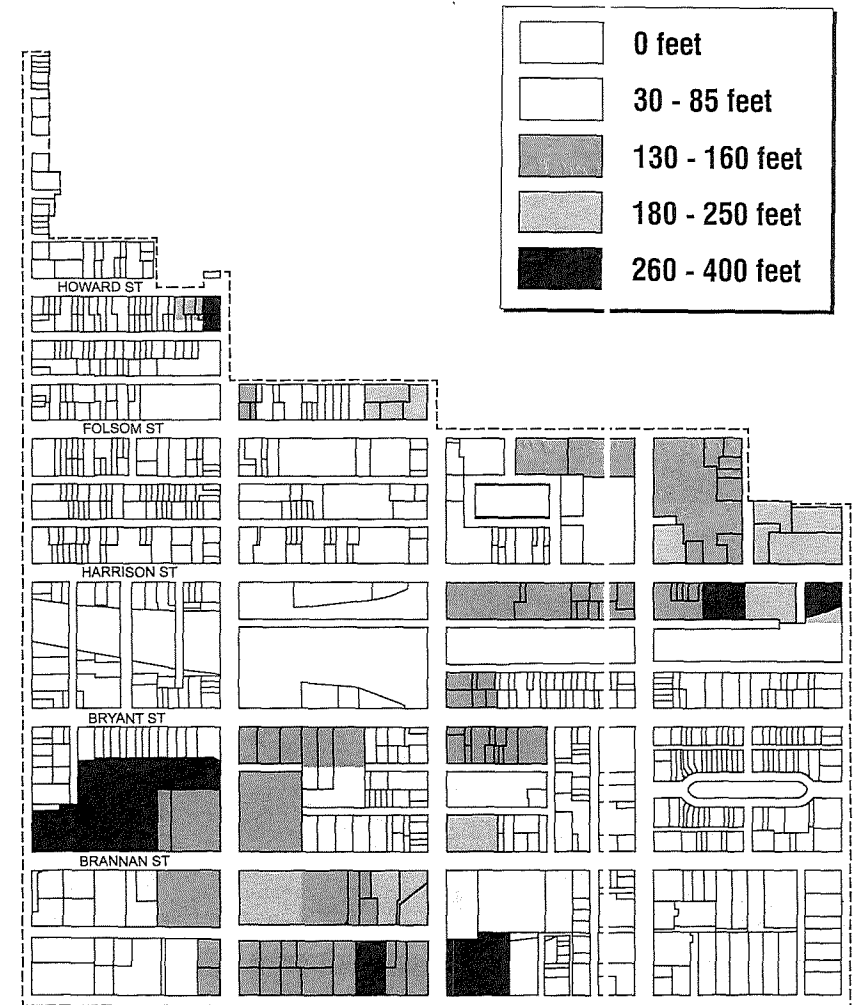 0 feet
30 - 85 feet
130 - 160 feet
180 - 250 feet
260 - 400 feet
HOWARD ST
FOLSOM ST
HARRISON ST
BRYANT ST
BRANNAN ST